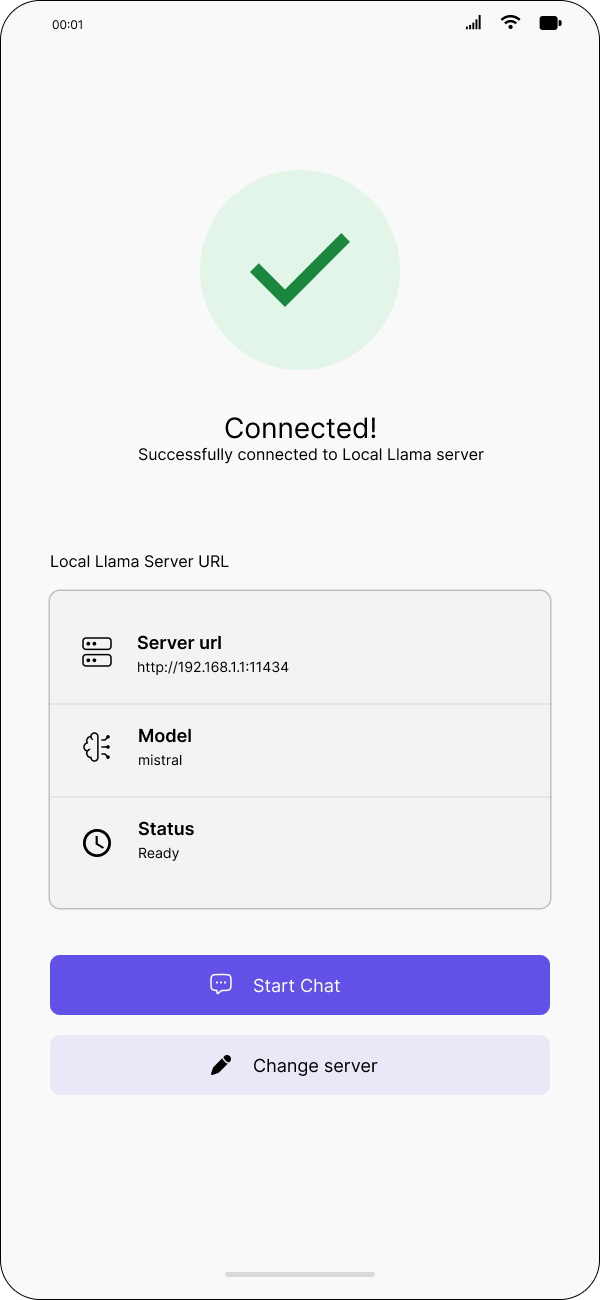 00:01
Connected!
Successfully connected to Local Llama server
Local Llama Server URL
Server url
http://192.168.1.1:11434
Model
mistral
Status
Ready
Start Chat
Change server